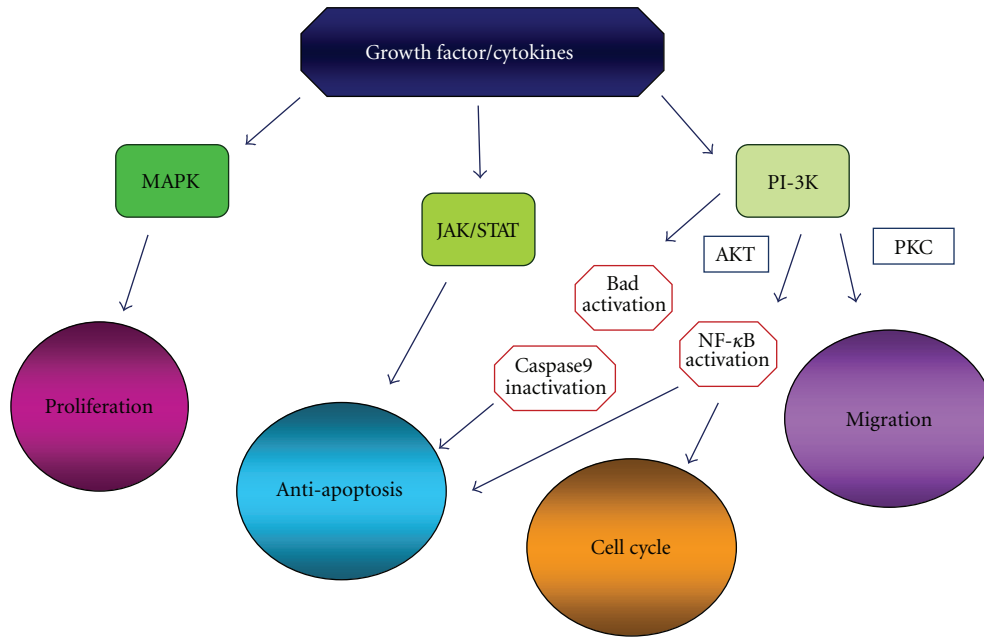 Growth factor/cytokines
MAPK
PI-3K
JAK/STAT
AKT
PKC
Bad
activation
NF-κB
activation
Caspase9
inactivation
Proliferation
Migration
Anti-apoptosis
Cell cycle